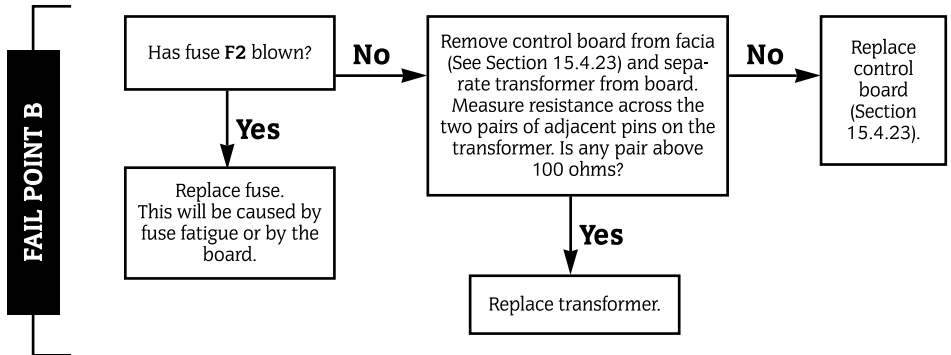 FAIL POINT B
Has fuse F2 blown?
No
Yes
Replace fuse.
This will be caused by
fuse fatigue or by the
board.
Remove control board from facia
(See Section 15.4.23) and sepa-
rate transformer from board.
Measure resistance across the
two pairs of adjacent pins on the
transformer. Is any pair above
100 ohms?
No
Yes
Replace transformer.
Replace
control
board
(Section
15.4.23).